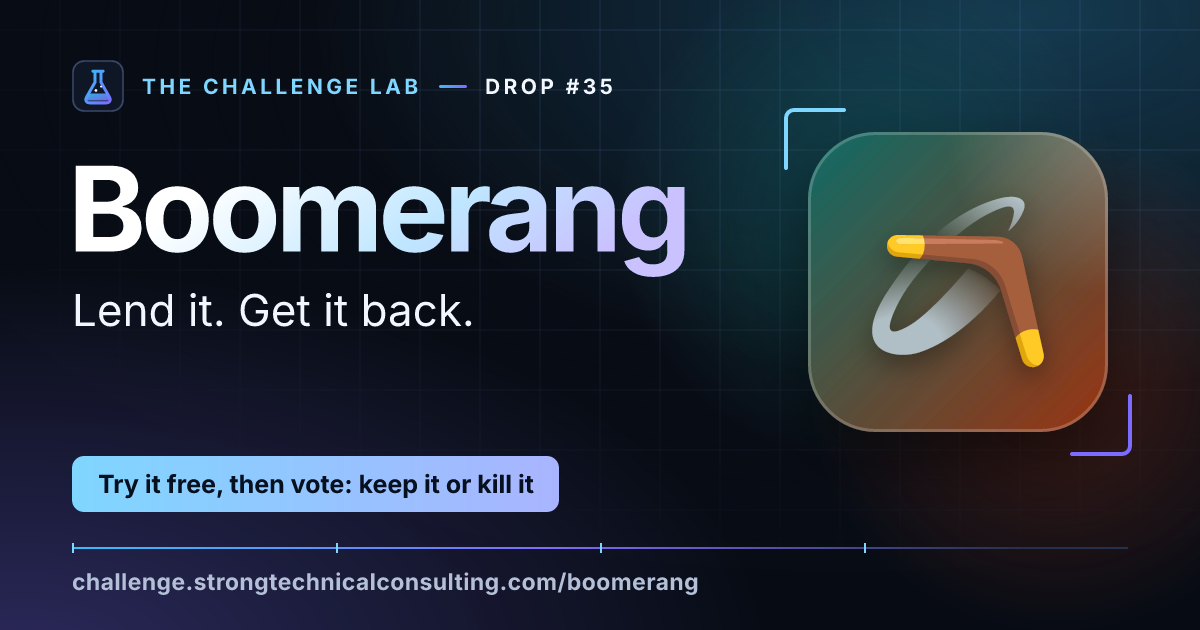 THE CHALLENGE LAB — DROP #35
Boomerang
Lend it. Get it back.
Try it free, then vote: keep it or kill it
challenge.strongtechnicalconsulting.com/boomerang